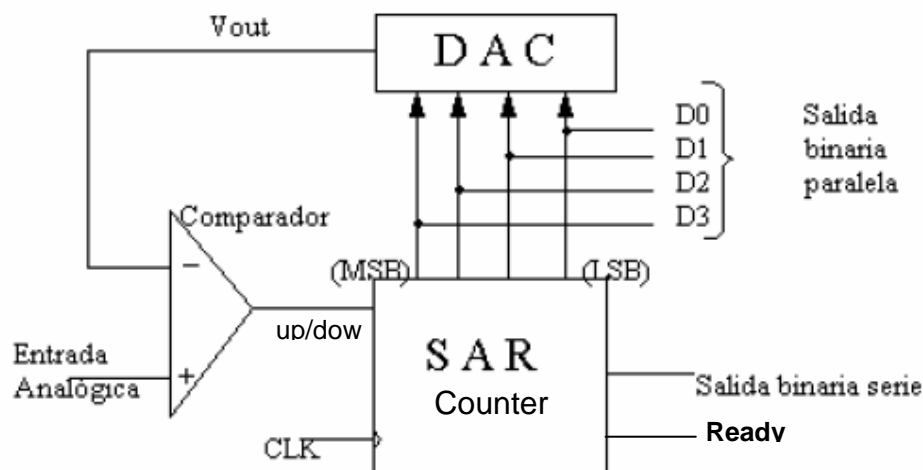 Vout
D A C
D0
D1
D2
D3
Salida
binaria
paralela
Comparador
−
+
(MSB)
(LSB)
up/dow
Entrada
Analógica
S A R
Counter
CLK
Salida binaria serie
Ready